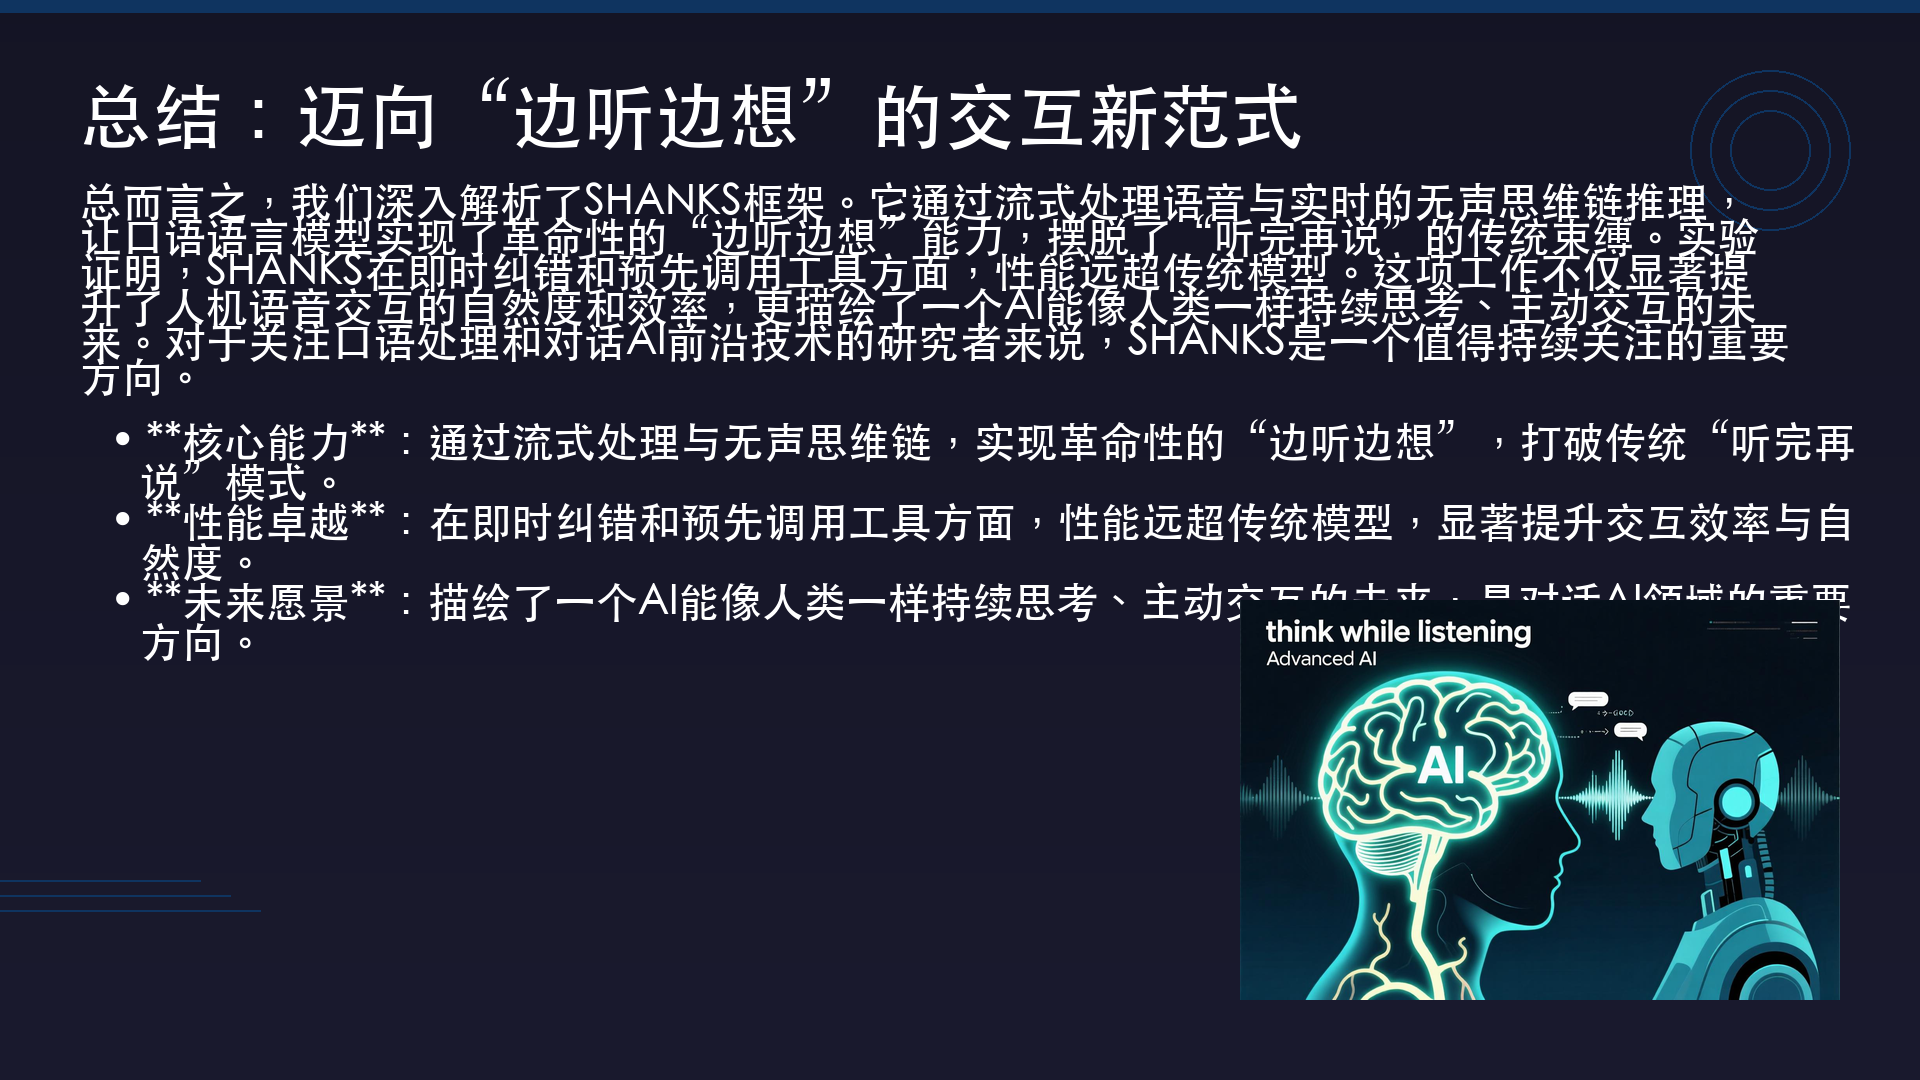 总结：迈向“边听边想”的交互新范式
总而言之，我们深入解析了SHANKS框架。它通过流式处理语音与实时的无声思维链推理，
让口语语言模型实现了革命性的“边听边想”能力，摆脱了“听完再说”的传统束缚。实验
证明，SHANKS在即时纠错和预先调用工具方面，性能远超传统模型。这项工作不仅显著提
升了人机语音交互的自然度和效率，更描绘了一个AI能像人类一样持续思考、主动交互的未
来。对于关注口语处理和对话AI前沿技术的研究者来说，SHANKS是一个值得持续关注的重要
方向。
• **核心能力**：通过流式处理与无声思维链，实现革命性的“边听边想”，打破传统“听完再
说”模式。
• **性能卓越**：在即时纠错和预先调用工具方面，性能远超传统模型，显著提升交互效率与自
然度。
• **未来愿景**：描绘了一个AI能像人类一样持续思考、主动交互的未来，是对话AI领域的重要
方向。
think while listening
Advanced AI
AI